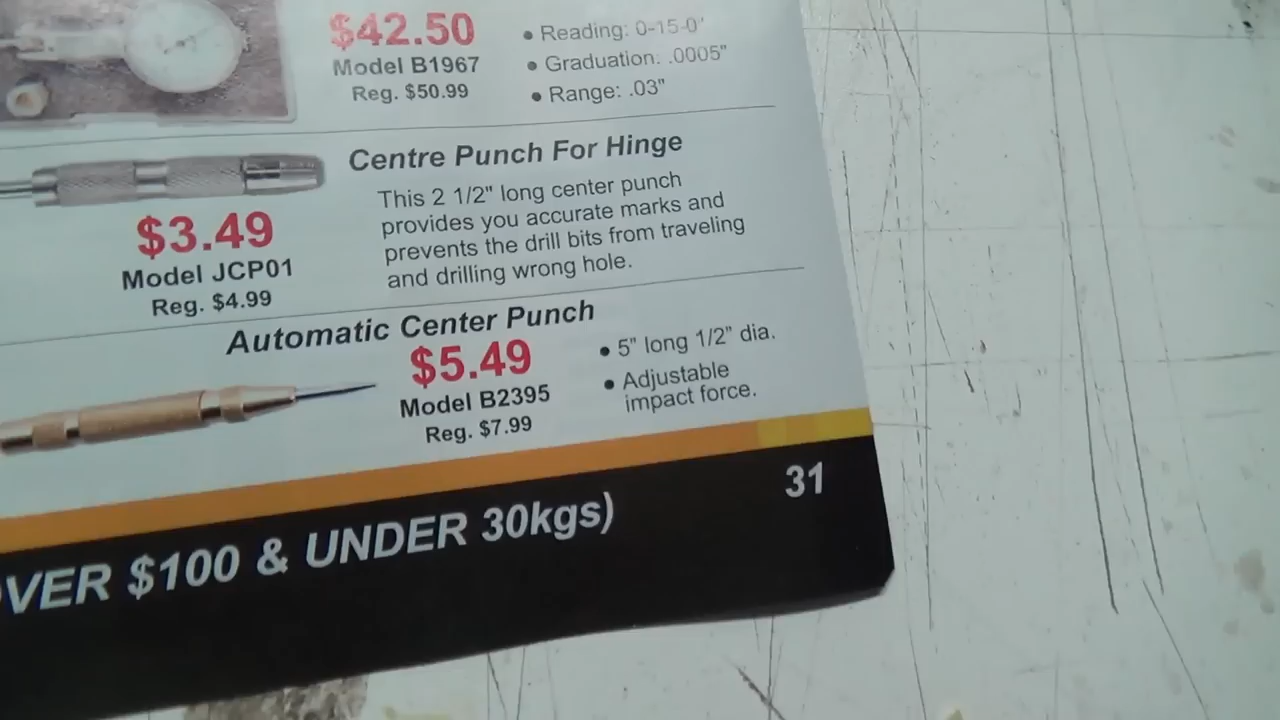 $42.50
Model B1967
Reg. $50.99
• Reading: 0-15-0'
• Graduation: .0005"
• Range: .03"
Centre Punch For Hinge
This 2 1/2" long center punch
provides you accurate marks and
prevents the drill bits from traveling
and drilling wrong hole.
$3.49
Model JCP01
Reg. $4.99
Automatic Center Punch
$5.49
Model B2395
Reg. $7.99
• 5" long 1/2" dia.
• Adjustable
impact force.
VER $100 & UNDER 30kgs)
31